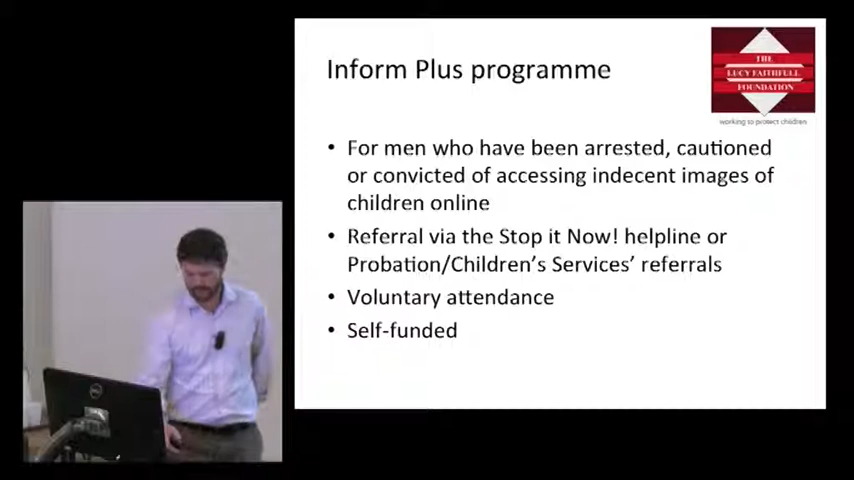 Inform Plus programme
THE
LUCY FAITHFULL
FOUNDATION
working to protect children
• For men who have been arrested, cautioned
or convicted of accessing indecent images of
children online
• Referral via the Stop it Now! helpline or
Probation/Children's Services' referrals
• Voluntary attendance
• Self-funded
DELL